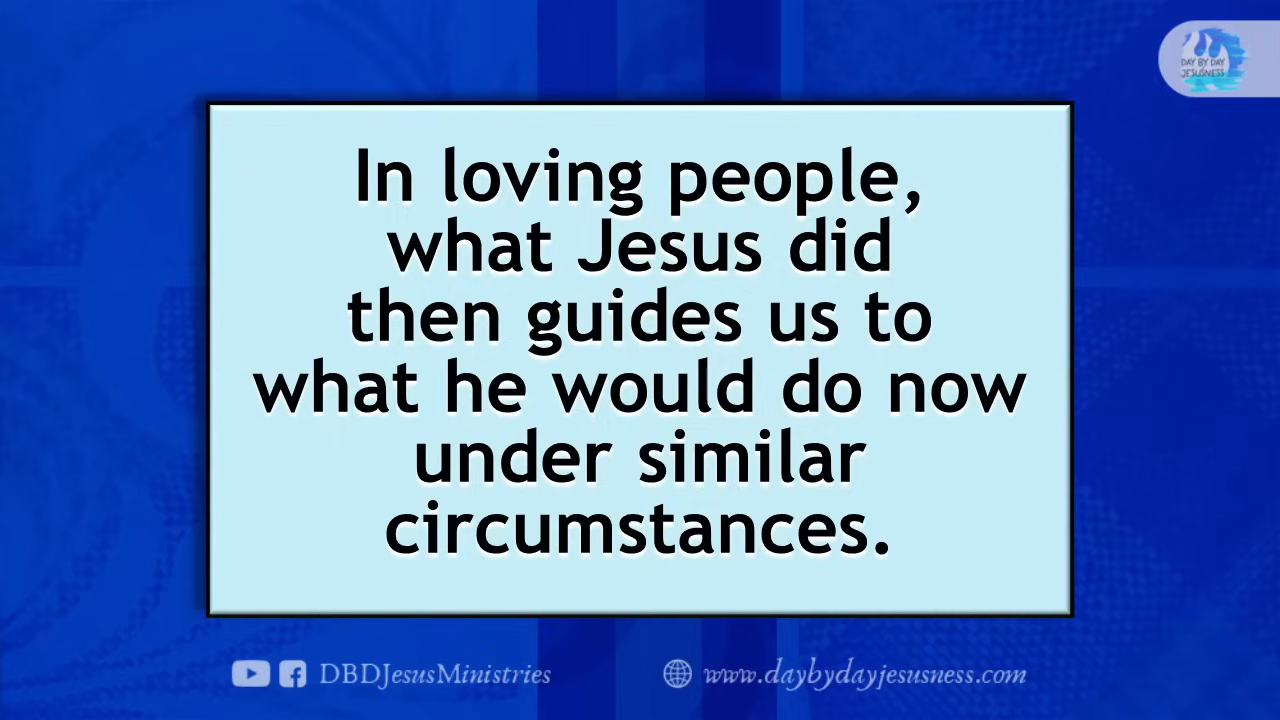 DAY BY DAY
JESUSNESS
In loving people,
what Jesus did
then guides us to
what he would do now
under similar
circumstances.
DBDJesusMinistries
www.daybydayjesusness.com